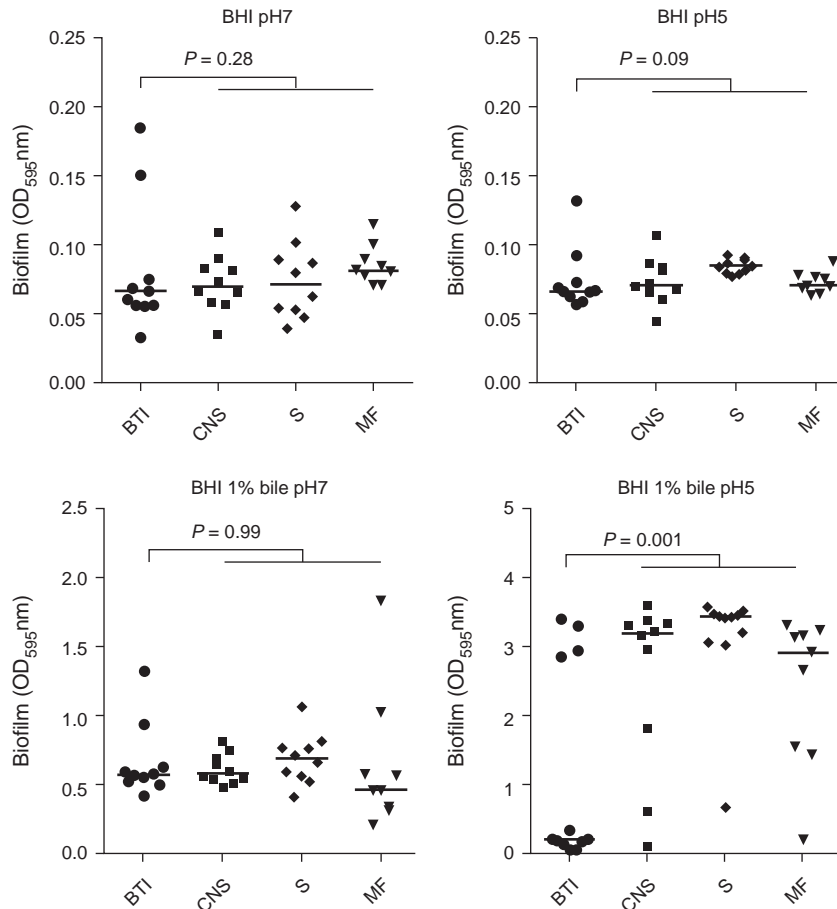 BHI pH7
0.25
0.20
0.15
0.10
0.05
0.00
Biofilm (OD595nm)
P = 0.28
BTI
CNS
S
MF
BHI pH5
0.25
0.20
0.15
0.10
0.05
0.00
Biofilm (OD595nm)
P = 0.09
BTI
CNS
S
MF
BHI 1% bile pH7
2.5
2.0
1.5
1.0
0.5
0.0
Biofilm (OD595nm)
P = 0.99
BTI
CNS
S
MF
BHI 1% bile pH5
5
4
3
2
1
0
Biofilm (OD595nm)
P = 0.001
BTI
CNS
S
MF